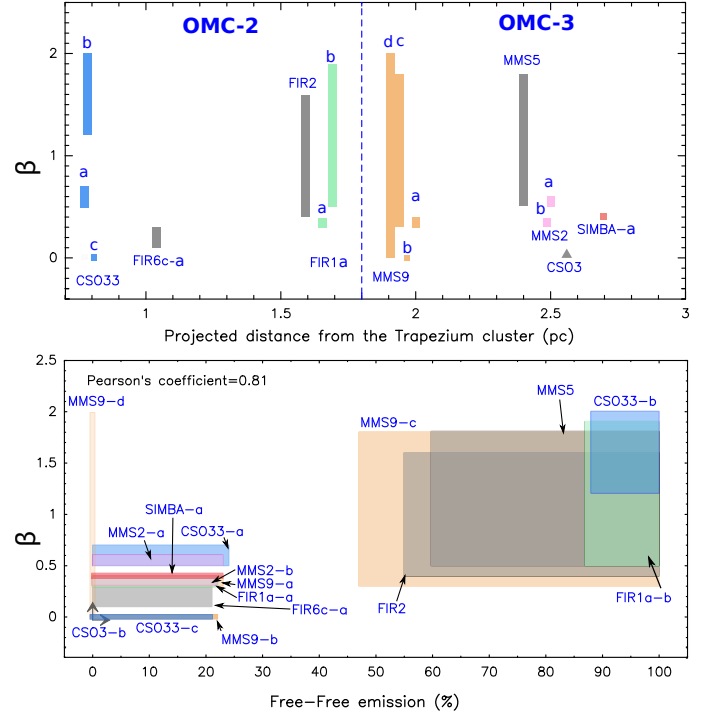 OMC-2
OMC-3
b
d c
b
FIR2
MMS5
a
a
a
a
b
c
b
FIR6c-a
FIR1a
MMS9
MMS2
SIMBA-a
CSO33
CSO3
β
0
1
2
1
1.5
2
2.5
3
Projected distance from the Trapezium cluster (pc)
Pearson's coefficient=0.81
MMS9-d
MMS5
CSO33-b
MMS9-c
SIMBA-a
MMS2-a
CSO33-a
MMS2-b
MMS9-a
FIR1a-a
FIR6c-a
CSO3-b
CSO33-c
MMS9-b
FIR2
FIR1a-b
β
0
0.5
1
1.5
2
2.5
0
10
20
30
40
50
60
70
80
90
100
Free-Free emission (%)